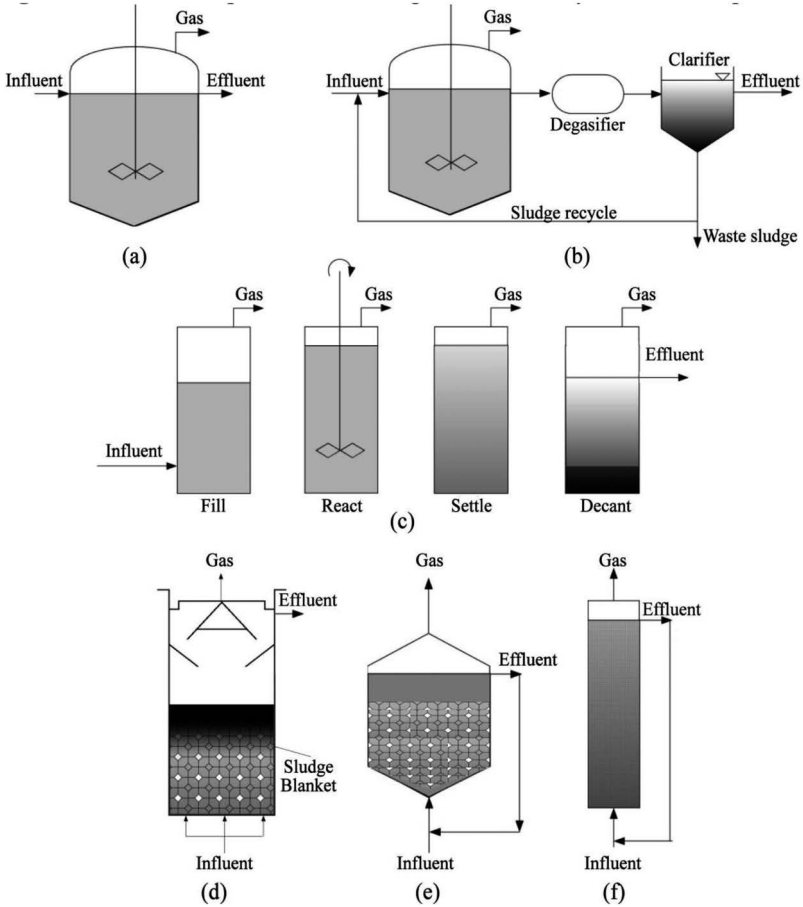 Gas
Influent
Effluent
(a)
Gas
Influent
Degasifier
Clarifier
Effluent
Sludge recycle
Waste sludge
(b)
Gas
Influent
Fill
Gas
React
Gas
Settle
Gas
Effluent
Decant
(c)
Gas
Effluent
Sludge
Blanket
Influent
(d)
Gas
Effluent
Influent
(e)
Gas
Effluent
Influent
(f)